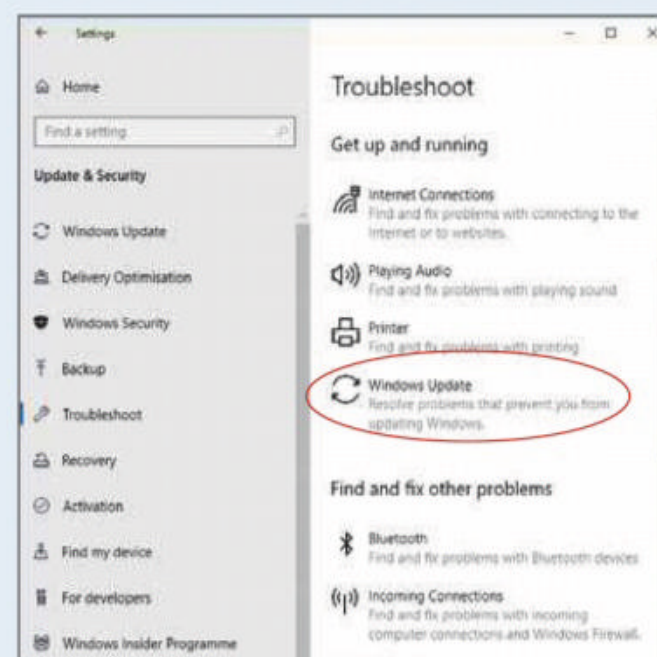 Settings
Home
Find a setting
Update & Security
Windows Update
Delivery Optimisation
Windows Security
Backup
Troubleshoot
Recovery
Activation
Find my device
For developers
Windows Insider Programme
Troubleshoot
Get up and running
Internet Connections
Find and fix problems with connecting to the
Internet or to websites.
Playing Audio
Find and fix problems with playing sound
Printer
Find and fix problems with printing
Windows Update
Resolve problems that prevent you from
updating Windows.
Find and fix other problems
Bluetooth
Find and fix problems with Bluetooth devices
Incoming Connections
Find and fix problems with incoming
computer connections and Windows Firewall.